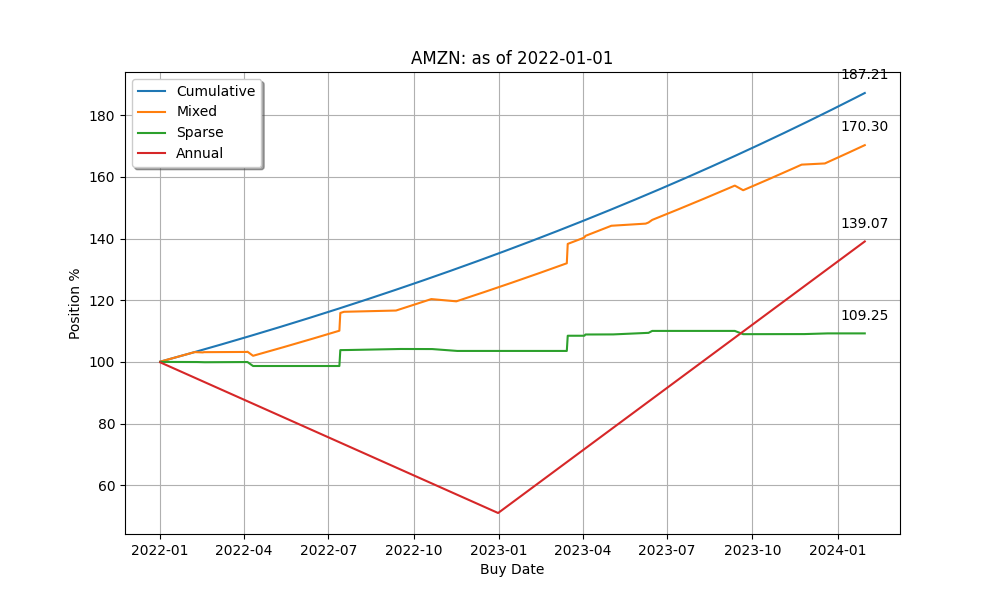 AMZN: as of 2022-01-01
Cumulative
Mixed
Sparse
Annual
187.21
170.30
139.07
109.25
180
160
140
120
100
80
60
Position %
2022-01 2022-04 2022-07 2022-10 2023-01 2023-04 2023-07 2023-10 2024-01
Buy Date